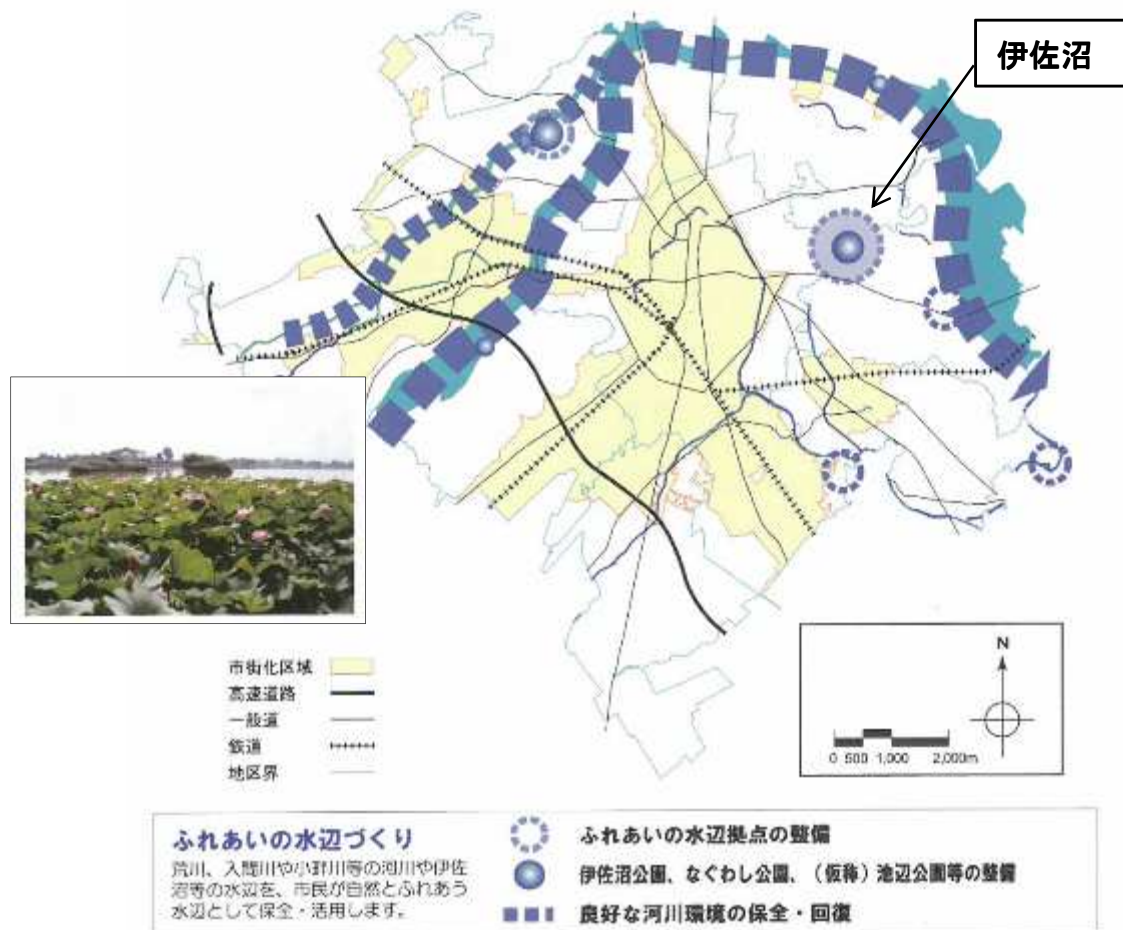 伊佐沼
市街化区域
高速道路
一般道
鉄道
地区界
N
0 500 1,000 2,000m
ふれあいの水辺づくり
荒川、入間川や小畔川等の河川や伊佐
沼等の水辺を、市民が自然とふれあう
水辺として保全・活用します。
ふれあいの水辺拠点の整備
伊佐沼公園、なぐわし公園、（仮称）池辺公園等の整備
良好な河川環境の保全・回復